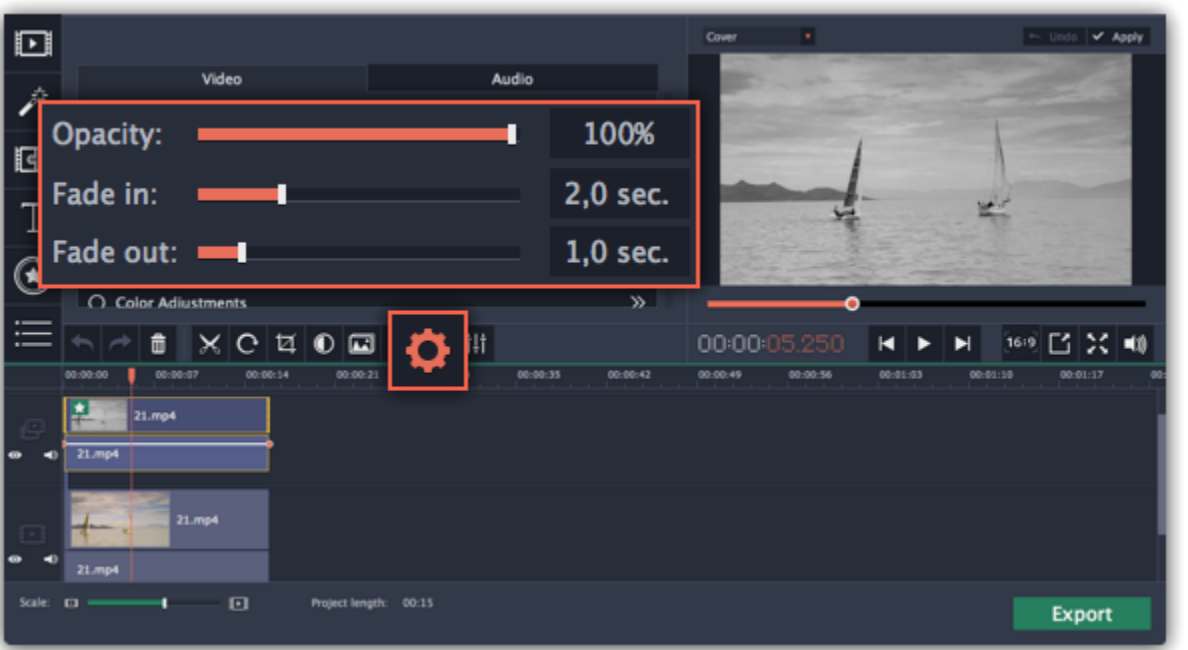 Cover
Undo
Apply
Video
Audio
Opacity:
100%
Fade in:
2,0 sec.
Fade out:
1,0 sec.
Color Adjustments
00:00:05.250
16:9
00:00:00 00:00:07 00:00:14 00:00:21 00:00:35 00:00:42 00:00:49 00:00:56 00:01:03 00:01:10 00:01:17
21.mp4
21.mp4
21.mp4
21.mp4
Scale:
Project length: 00:15
Export